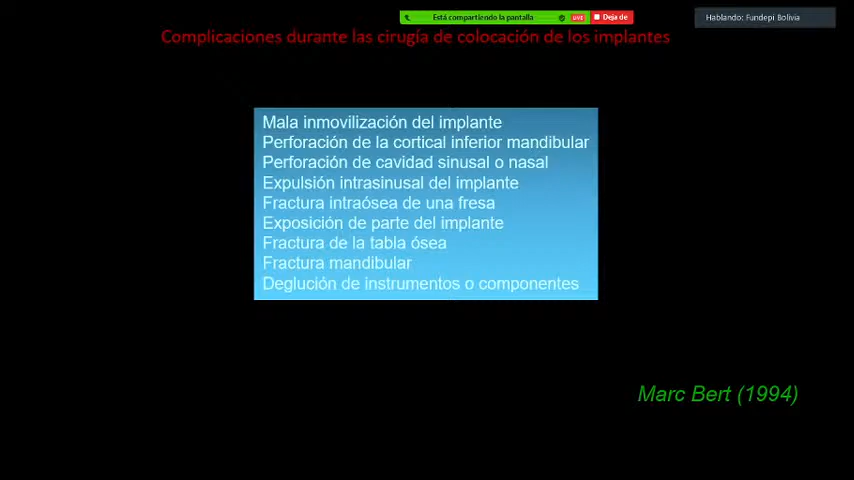 Está compartiendo la pantalla
LIVE
Deja de
Hablando: Fundepi Bolivia
Complicaciones durante las cirugía de colocación de los implantes
Mala inmovilización del implante
Perforación de la cortical inferior mandibular
Perforación de cavidad sinusal o nasal
Expulsión intrasinusal del implante
Fractura intraósea de una fresa
Exposición de parte del implante
Fractura de la tabla ósea
Fractura mandibular
Deglución de instrumentos o componentes
Marc Bert (1994)